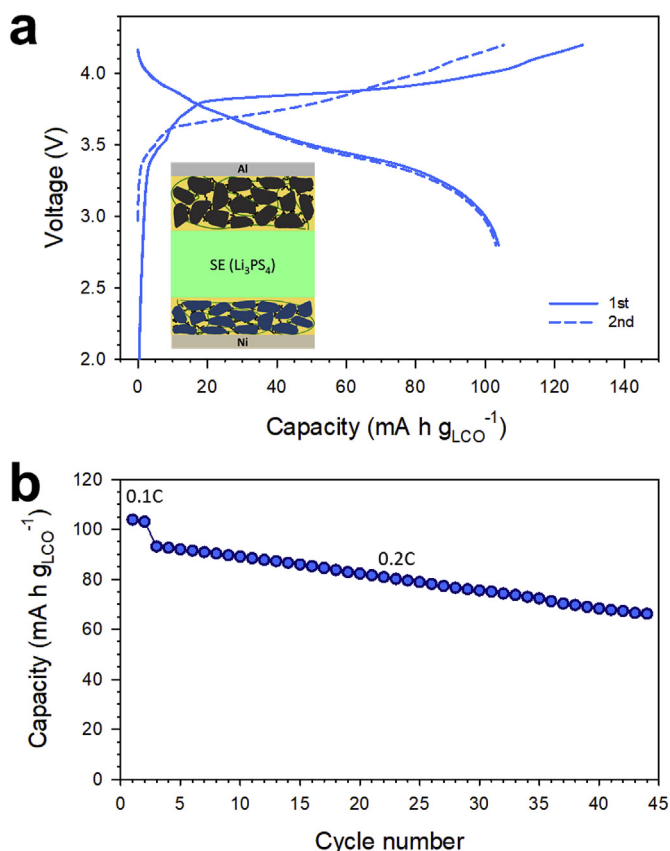 a
4.0
3.5
3.0
2.5
2.0
Voltage (V)
Al
SE (Li₃PS₄)
Ni
1st
2nd
0 20 40 60 80 100 120 140
Capacity (mA h g_LCO⁻¹)
b
120
100
80
60
40
20
0
Capacity (mA h g_LCO⁻¹)
0.1C
0.2C
0 5 10 15 20 25 30 35 40 45
Cycle number